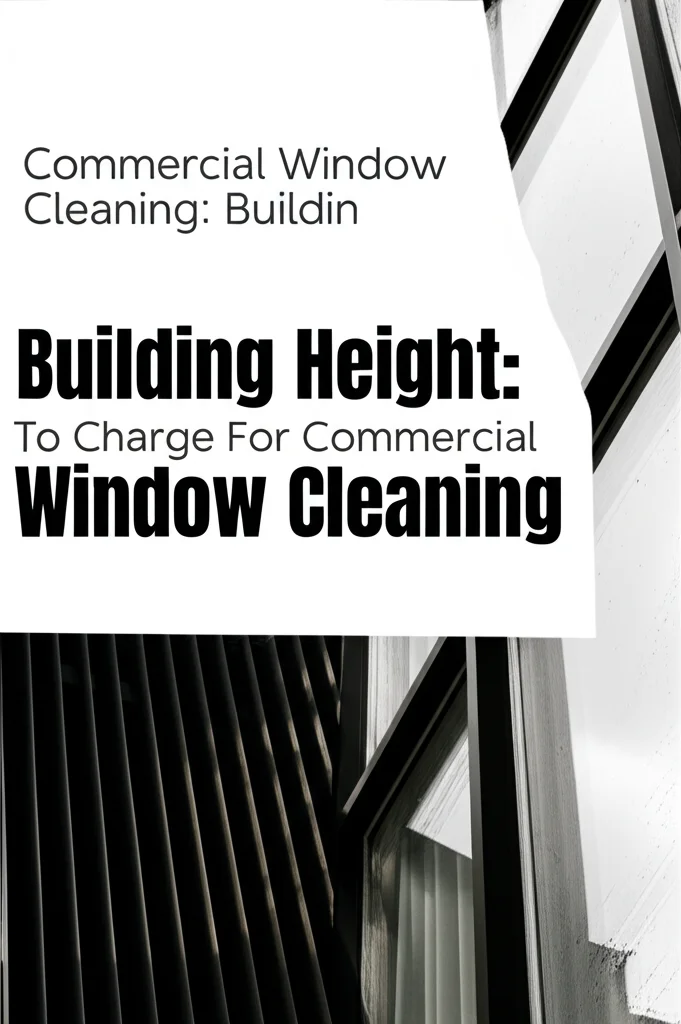 Commercial Window
Cleaning: Buildin
Building Height:
To Charge For Commercial
Window Cleaning